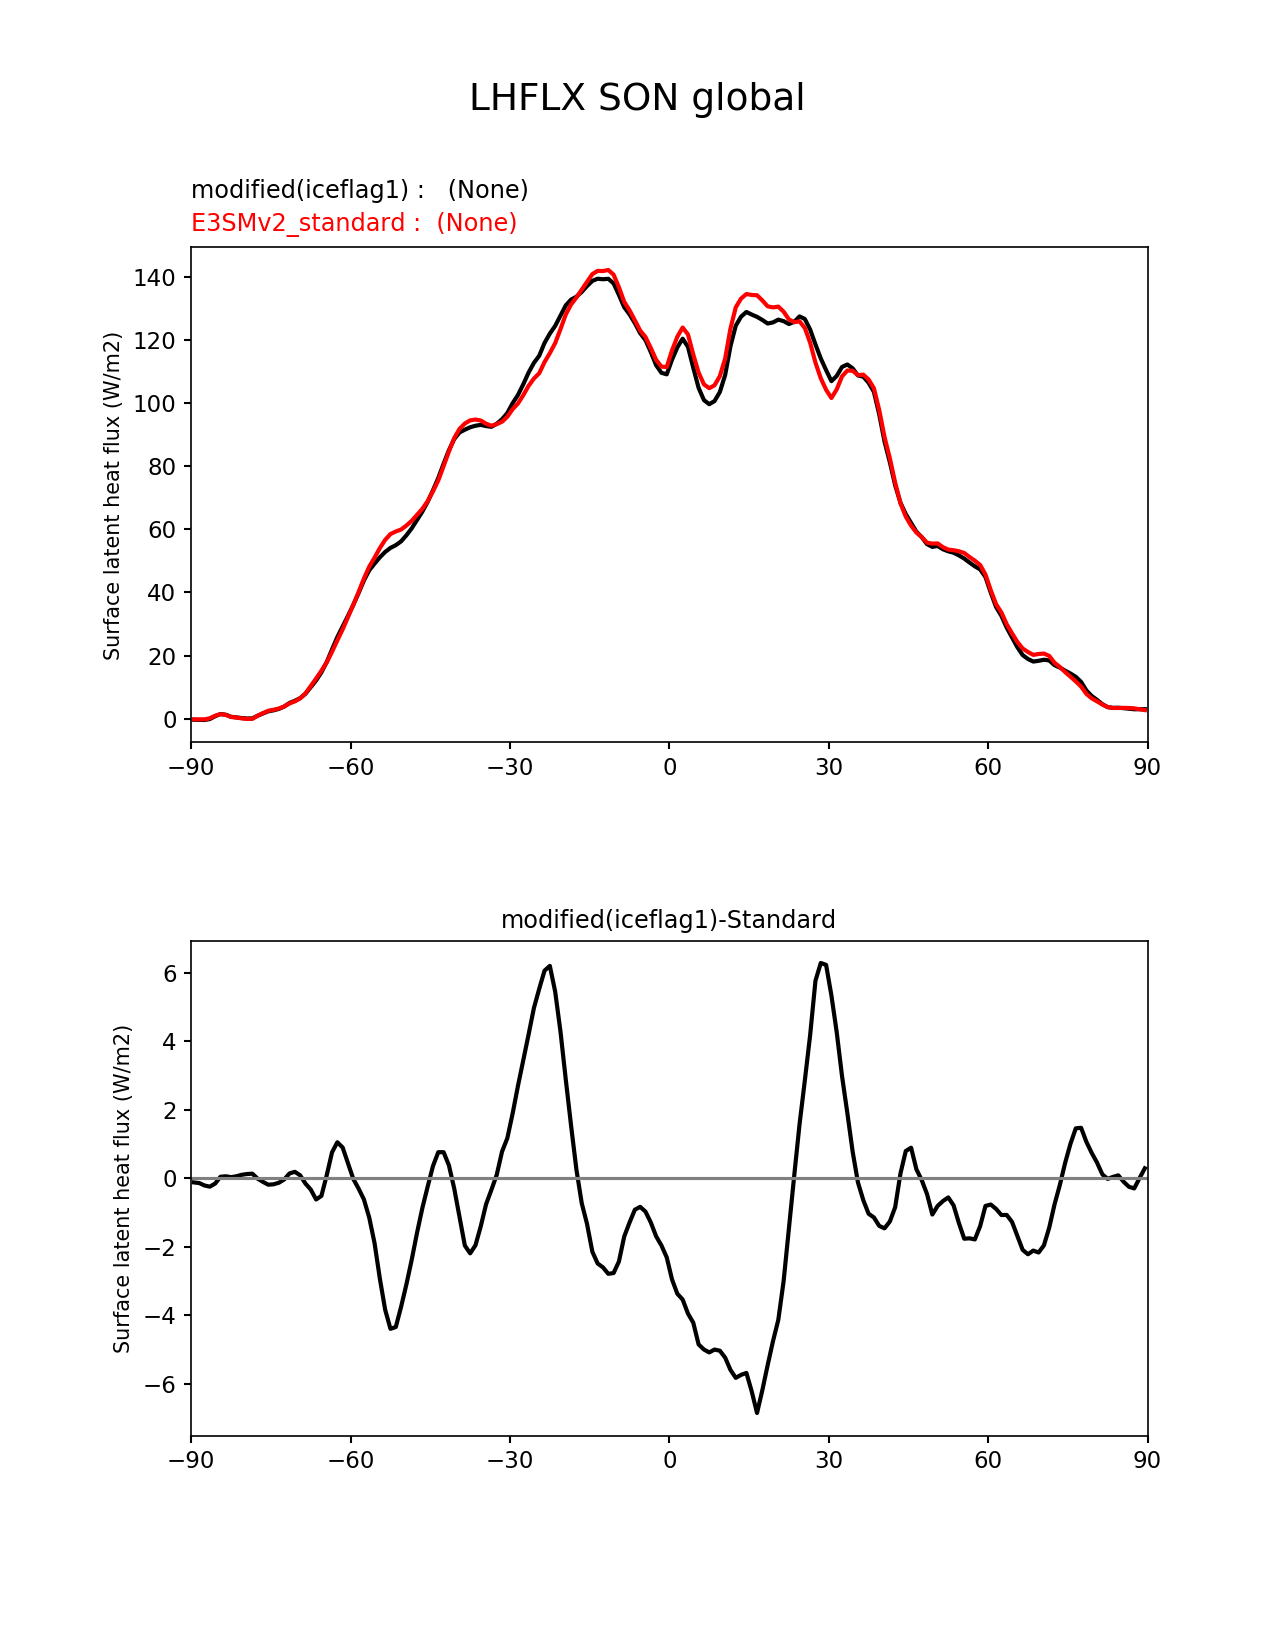 LHFLX SON global
modified(iceflag1) :   (None)
E3SMv2_standard :  (None)
Surface latent heat flux (W/m2)
140
120
100
80
60
40
20
0
−90 −60 −30 0 30 60 90
modified(iceflag1)-Standard
Surface latent heat flux (W/m2)
6
4
2
0
−2
−4
−6
−90 −60 −30 0 30 60 90